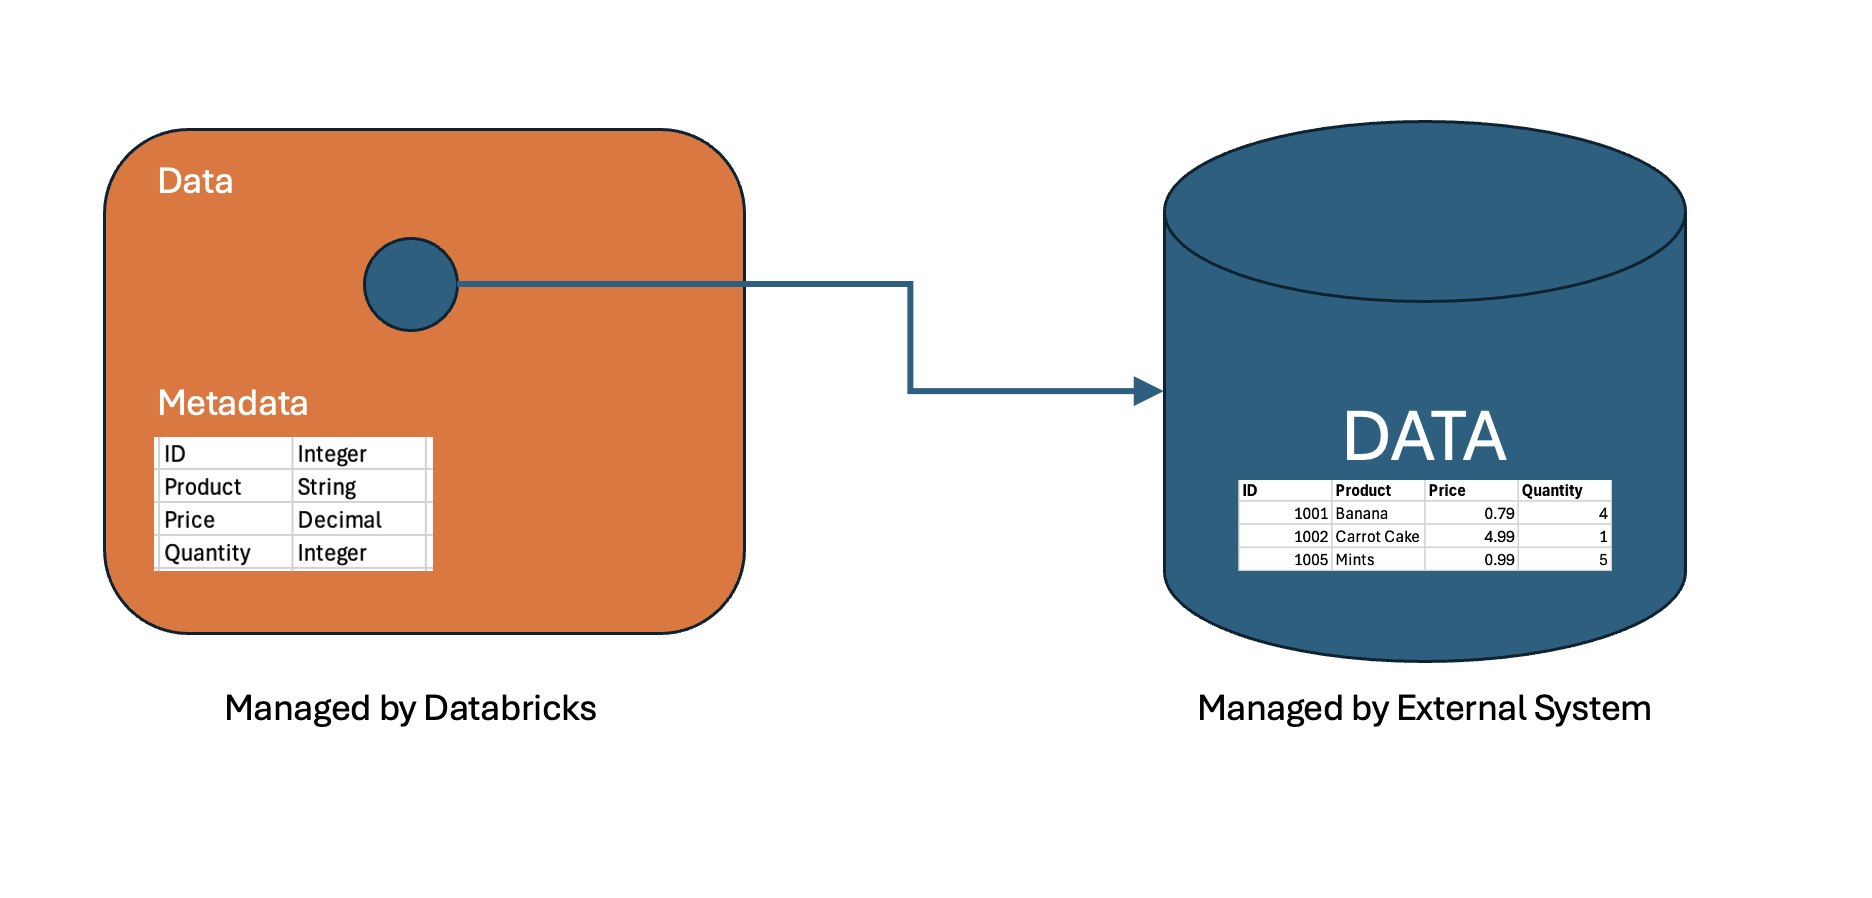 Data
Metadata
ID Integer
Product String
Price Decimal
Quantity Integer
Managed by Databricks
DATA
ID Product Price Quantity
1001 Banana 0.79 4
1002 Carrot Cake 4.99 1
1005 Mints 0.99 5
Managed by External System